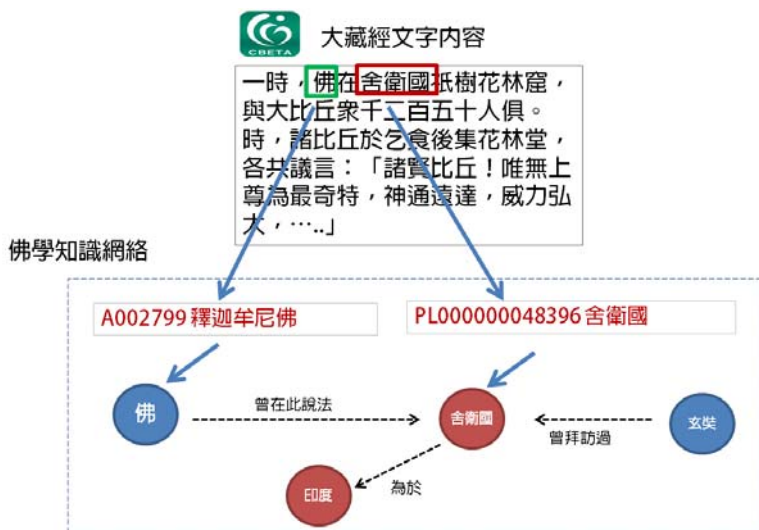 CBETA
大藏經文字內容
一時，佛在舍衛國祇樹花林窟，
與大比丘眾千二百五十人俱。
時，諸比丘於乞食後集花林堂，
各共議言：「諸賢比丘！唯無上
尊為最奇特，神通遠達，威力弘
大，…..」
佛學知識網絡
A002799 釋迦牟尼佛
PL000000048396 舍衛國
佛
曾在此說法
舍衛國
曾拜訪過
玄奘
印度
為於